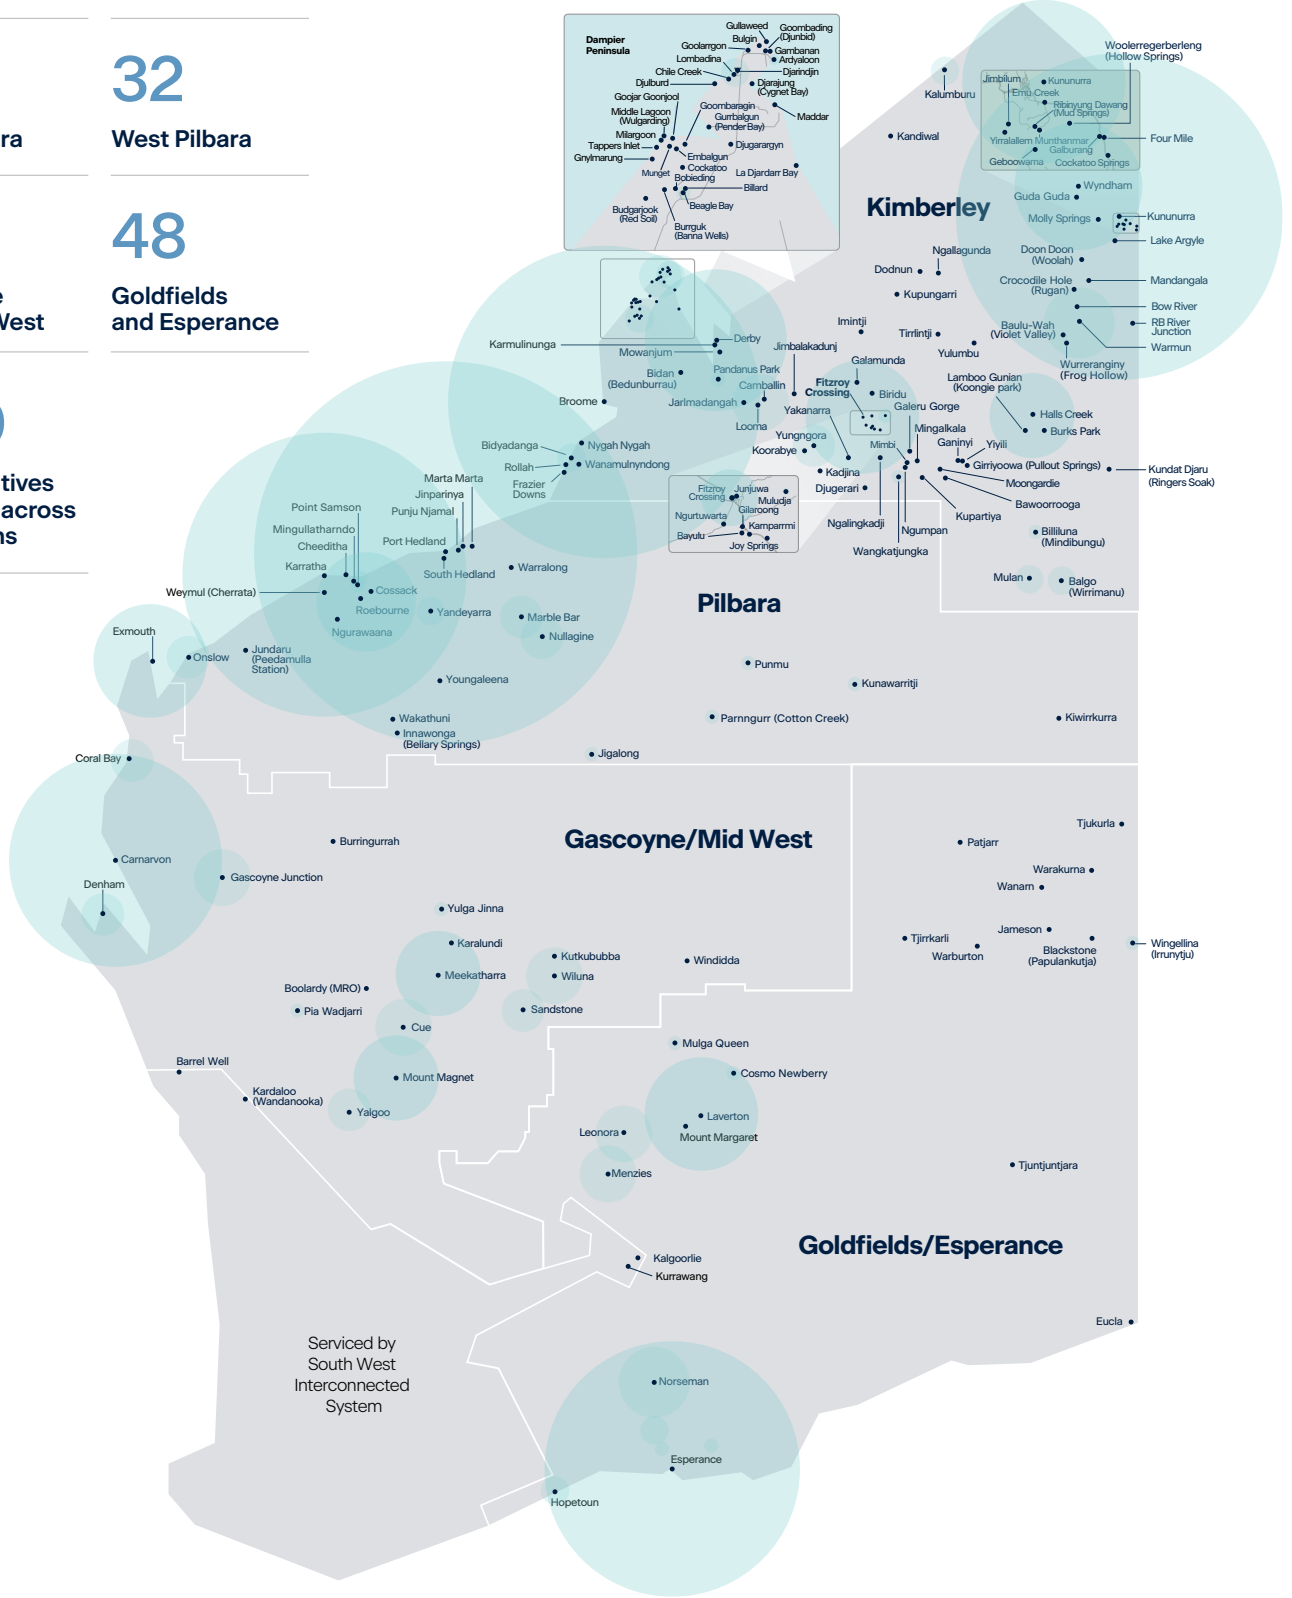 32
ra
West Pilbara
48
e
West
Goldfields
and Esperance
tives
across
ns
Dampier
Peninsula
Gullaweed
Bulgin
Goolarrgon
Lombadina
Chile Creek
Djulburd
Goojar Goonjool
Middle Lagoon
(Wulgarding)
Milargoon
Tappers Inlet
Gnylmarung
Munget
Goombading
(Djunbid)
Gambanan
Ardyaloon
Djarindjin
Djarajung
(Cygnet Bay)
Maddar
Goombaragin
Gurrbalgun
(Pender Bay)
Djugarargyn
Embalgun
Cockatoo
Bobieding
La Djardarr Bay
Billard
Beagle Bay
Budgarjook
(Red Soil)
Burrguk
(Banna Wells)
Woolerregerberleng
(Hollow Springs)
Kalumburu
Jimbilum
Kununurra
Emu Creek
Ribinyung Dawang
(Mud Springs)
Yirralallem
Munthanmar
Galburang
Geboowama
Cockatoo Springs
Four Mile
Kandiwal
Kimberley
Wyndham
Guda Guda
Molly Springs
Kununurra
Lake Argyle
Ngallagunda
Dodnun
Doon Doon
(Woolah)
Kupungarri
Crocodile Hole
(Rugan)
Mandangala
Bow River
RB River
Junction
Warmun
Imintji
Tirrlintji
Yulumbu
Baulu-Wah
(Violet Valley)
Wurreranginy
(Frog Hollow)
Karmulinunga
Derby
Mowanjum
Jimbalakadunj
Galamunda
Bidan
(Bedunburrau)
Pandanus Park
Camballin
Fitzroy
Crossing
Biridu
Lamboo Gunian
(Koongie park)
Broome
Jarlmadangah
Looma
Yakanarra
Galeru Gorge
Halls Creek
Burks Park
Bidyadanga
Nygah Nygah
Yungngora
Koorabye
Mimbi
Mingalkala
Ganinyi
Yiyili
Rollah
Wanamulnyndong
Frazier
Downs
Kadjina
Djugerari
Girriyoowa (Pullout Springs)
Kundat Djaru
(Ringers Soak)
Moongardie
Bawoorrooga
Kupartiya
Ngumpan
Ngalingkadji
Wangkatjungka
Marta Marta
Jinparinya
Punju Njamal
Port Hedland
South Hedland
Point Samson
Mingullatharndo
Cheeditha
Karratha
Weymul (Cherrata)
Cossack
Roebourne
Ngurawaana
Fitzroy
Crossing
Junjuwa
Muludja
Gilaroong
Ngurtuwarta
Kamparrmi
Bayulu
Joy Springs
Billiluna
(Mindibungu)
Warralong
Mulan
Balgo
(Wirrimanu)
Pilbara
Yandeyarra
Marble Bar
Nullagine
Exmouth
Onslow
Jundaru
(Peedamulla
Station)
Youngaleena
Punmu
Kunawarritji
Wakathuni
Innawonga
(Bellary Springs)
Parnngurr (Cotton Creek)
Kiwirrkurra
Jigalong
Coral Bay
Gascoyne/Mid West
Burringurrah
Tjukurla
Patjarr
Carnarvon
Gascoyne Junction
Denham
Warakurna
Wanarn
Yulga Jinna
Karalundi
Kutkububba
Windidda
Meekatharra
Wiluna
Tjirrkarli
Jameson
Warburton
Blackstone
(Papulankutja)
Wingellina
(Irrunytju)
Boolardy (MRO)
Pia Wadjarri
Sandstone
Cue
Mulga Queen
Barrel Well
Mount Magnet
Cosmo Newberry
Kardaloo
(Wandanooka)
Yalgoo
Laverton
Leonora
Mount Margaret
Menzies
Tjuntjuntjara
Goldfields/Esperance
Kalgoorlie
Kurrawang
Eucla
Serviced by
South West
Interconnected
System
Norseman
Esperance
Hopetoun